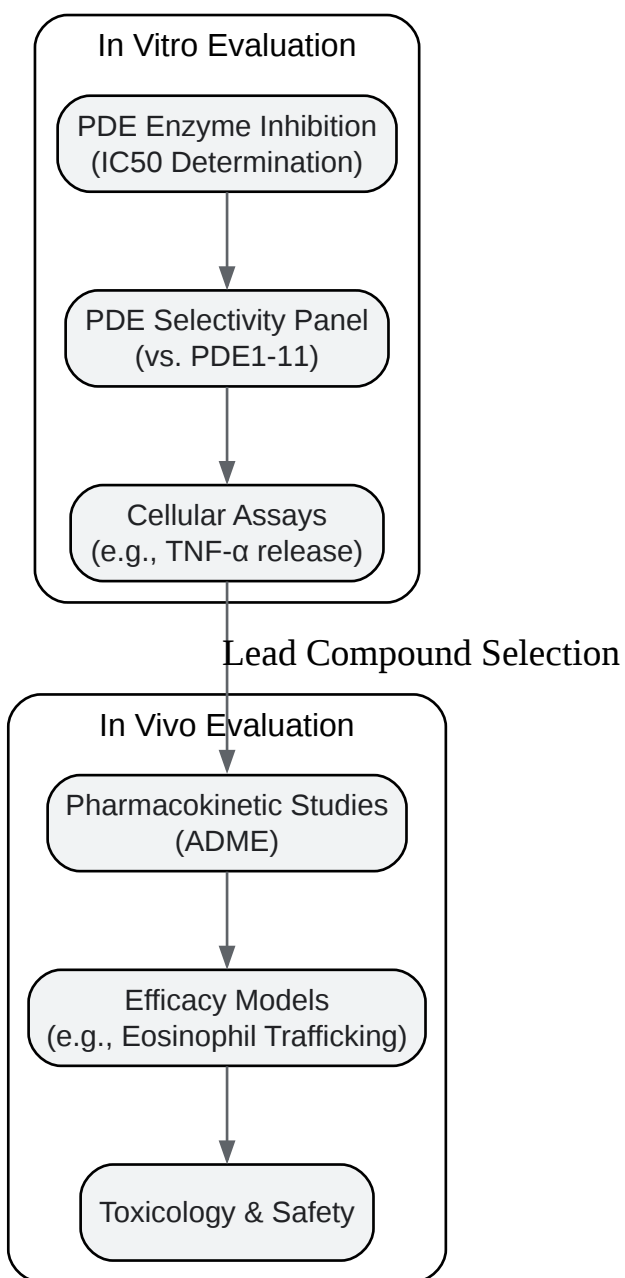 In Vitro Evaluation
PDE Enzyme Inhibition
(IC50 Determination)
PDE Selectivity Panel
(vs. PDE1-11)
Cellular Assays
(e.g., TNF-α release)
Lead Compound Selection
In Vivo Evaluation
Pharmacokinetic Studies
(ADME)
Efficacy Models
(e.g., Eosinophil Trafficking)
Toxicology & Safety